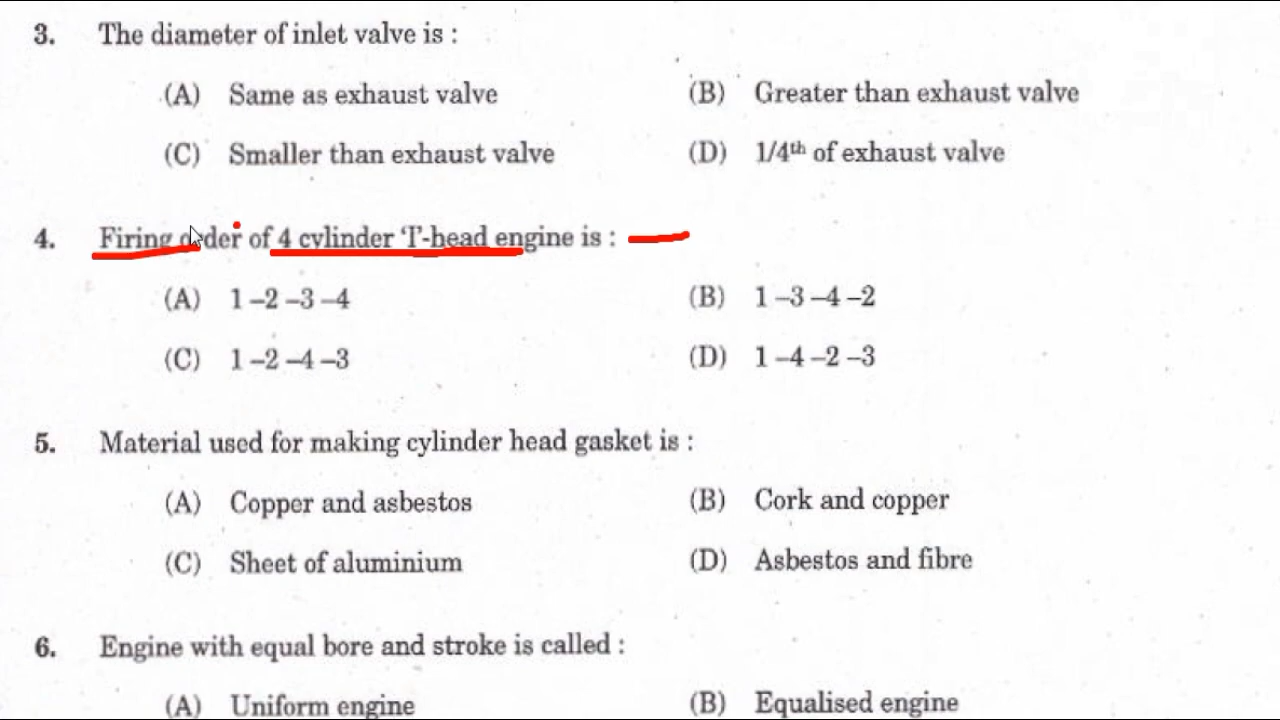 3. The diameter of inlet valve is :
(A) Same as exhaust valve (B) Greater than exhaust valve
(C) Smaller than exhaust valve (D) 1/4th of exhaust valve
4. Firing order of 4 cylinder ‘I’-head engine is :
(A) 1–2–3–4 (B) 1–3–4–2
(C) 1–2–4–3 (D) 1–4–2–3
5. Material used for making cylinder head gasket is :
(A) Copper and asbestos (B) Cork and copper
(C) Sheet of aluminium (D) Asbestos and fibre
6. Engine with equal bore and stroke is called :
(A) Uniform engine (B) Equalised engine